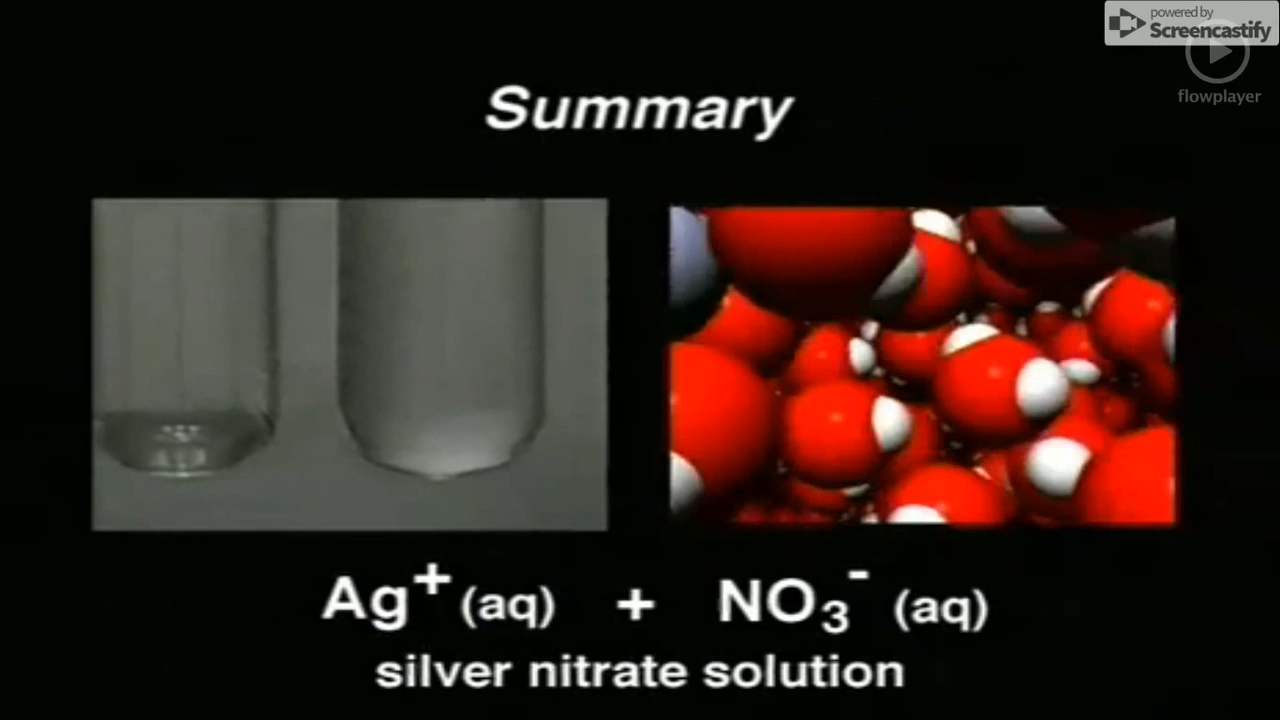 powered by
Screencastify
flowplayer
Summary
Ag⁺ (aq) + NO₃⁻ (aq)
silver nitrate solution